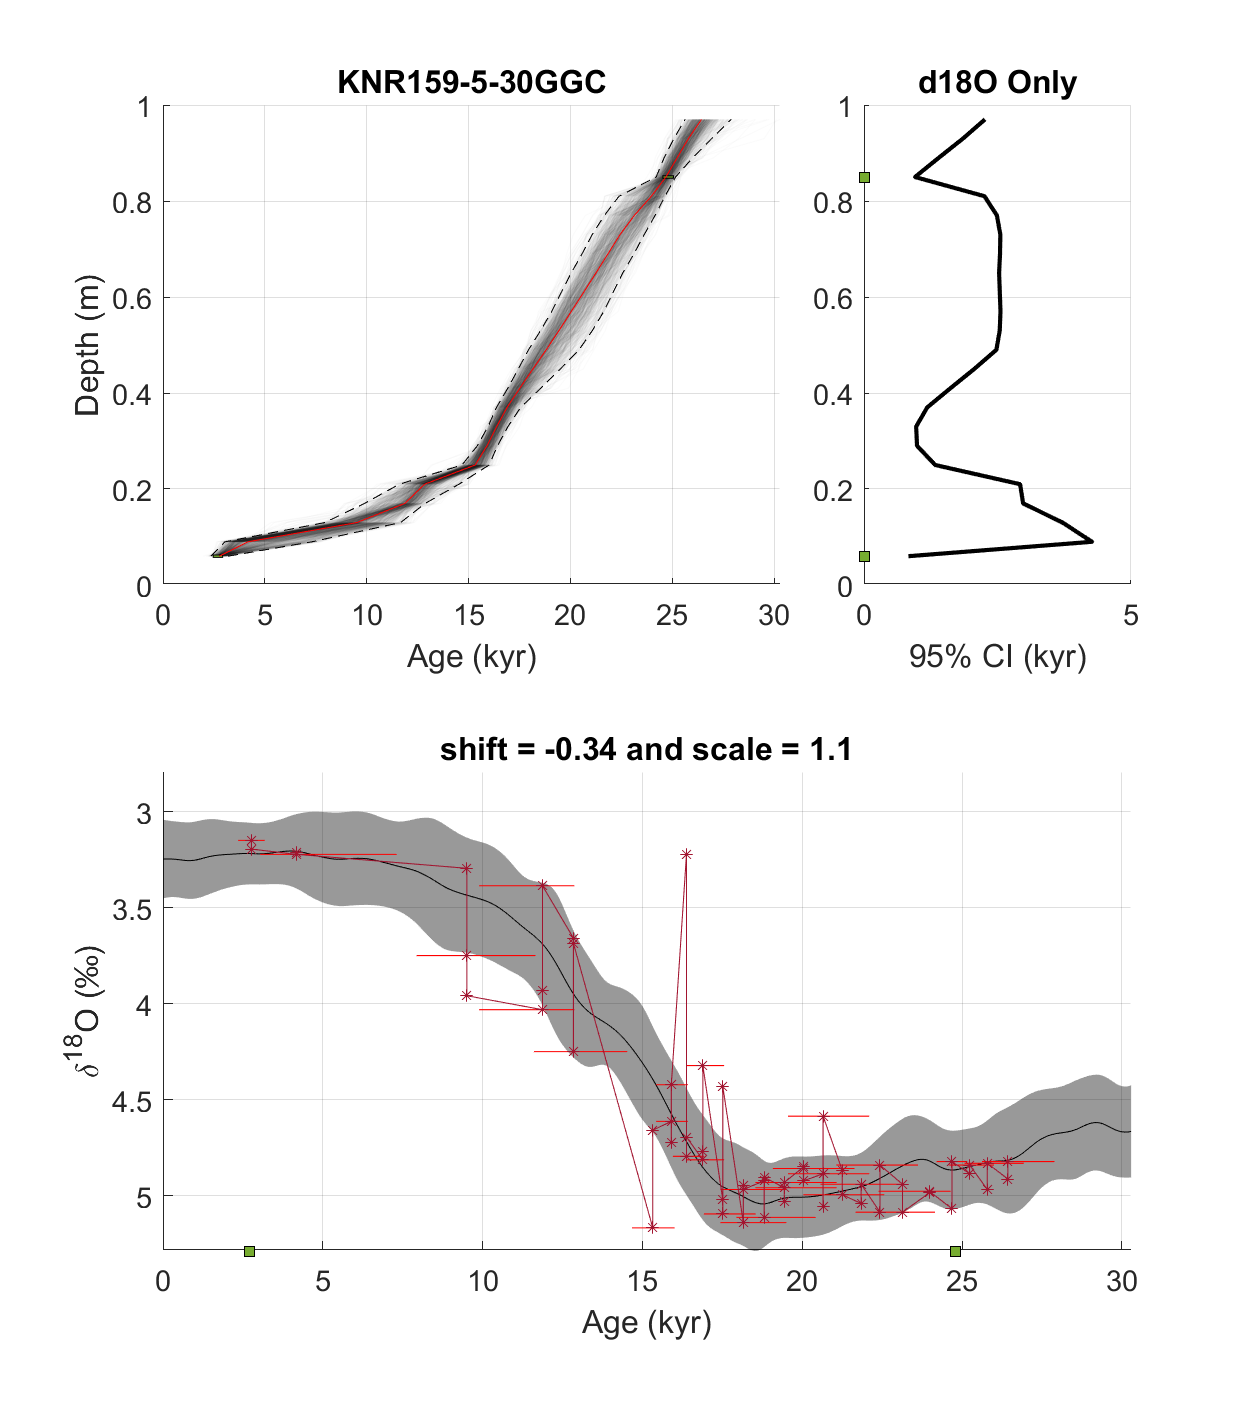 KNR159-5-30GGC
d18O Only
1
0.8
0.6
0.4
0.2
0
Depth (m)
0 5 10 15 20 25 30
Age (kyr)
1
0.8
0.6
0.4
0.2
0
0 5
95% CI (kyr)
shift = -0.34 and scale = 1.1
3
3.5
4
4.5
5
δ18O (‰)
0 5 10 15 20 25 30
Age (kyr)